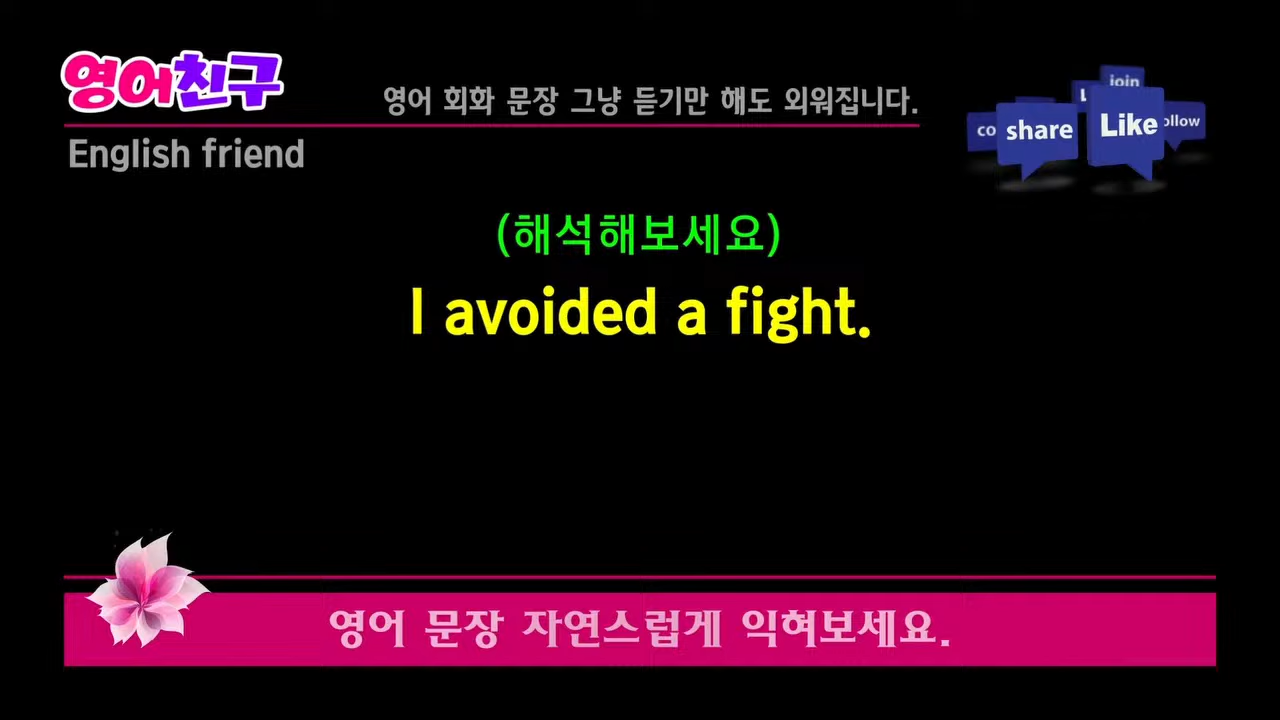 영어친구
영어 회화 문장 그냥 듣기만 해도 외워집니다.
English friend
join
share
Like
(해석해보세요)
I avoided a fight.
영어 문장 자연스럽게 익혀보세요.